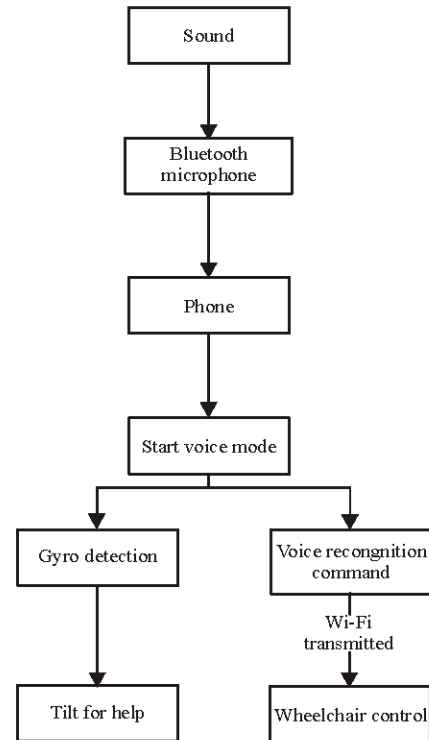 Sound
Bluetooth
microphone
Phone
Start voice mode
Gyro detection
Voice recongnition
command
Wi-Fi
transmitted
Tilt for help
Wheelchair control